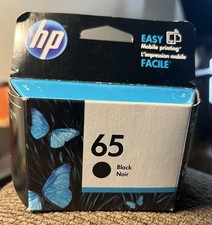 hp
EASY
Mobile printing*
L'impression mobile
FACILE*
65
Black
Noir